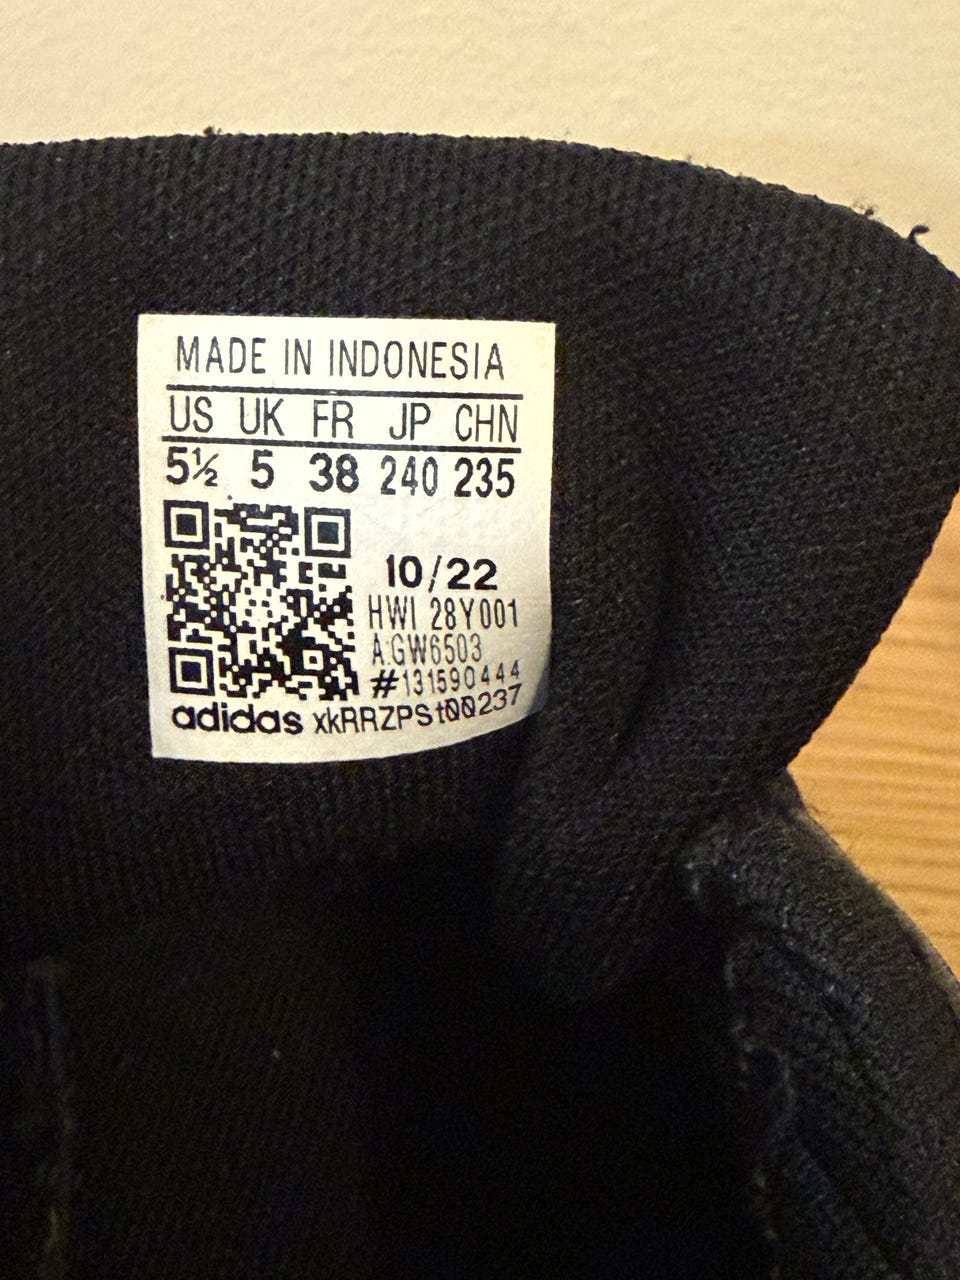 MADE IN INDONESIA
US UK FR JP CHN
5½ 5 38 240 235
10/22
HWI 28Y001
A:GW6503
#131590444
adidas xkRRZPSt00237